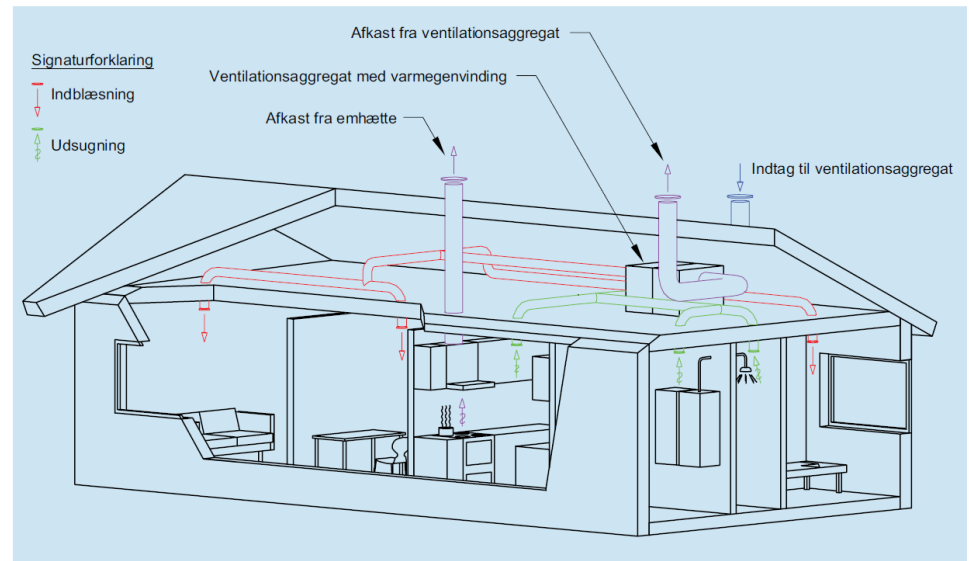 Afkast fra ventilationsaggregat
Signaturforklaring
Ventilationsaggregat med varmegenvinding
Indblæsning
Afkast fra emhætte
Udsugning
Indtag til ventilationsaggregat